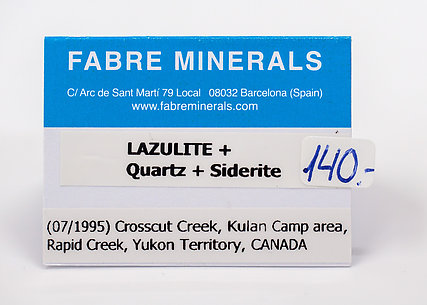 FABRE MINERALS
C/ Arc de Sant Martí 79 Local 08032 Barcelona (Spain)
www.fabreminerals.com
LAZULITE +
Quartz + Siderite
140.-
(07/1995) Crosscut Creek, Kulan Camp area,
Rapid Creek, Yukon Territory, CANADA